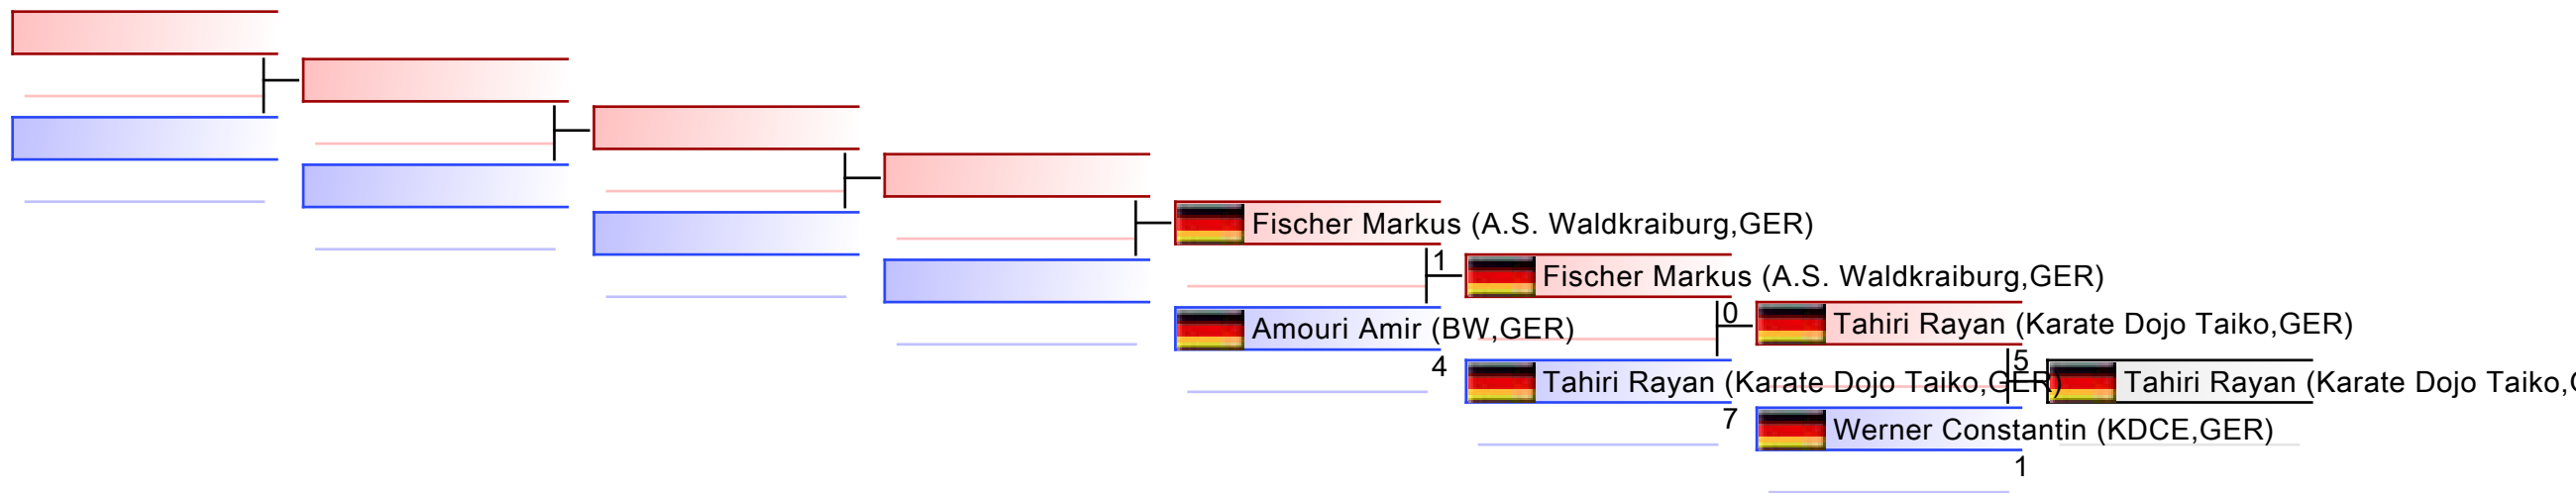 Fischer Markus (A.S. Waldkraiburg,GER)
1
Fischer Markus (A.S. Waldkraiburg,GER)
0
Amouri Amir (BW,GER)
4
Tahiri Rayan (Karate Dojo Taiko,GER)
5
Tahiri Rayan (Karate Dojo Taiko,GER)
7
Tahiri Rayan (Karate Dojo Taiko,
Werner Constantin (KDCE,GER)
1